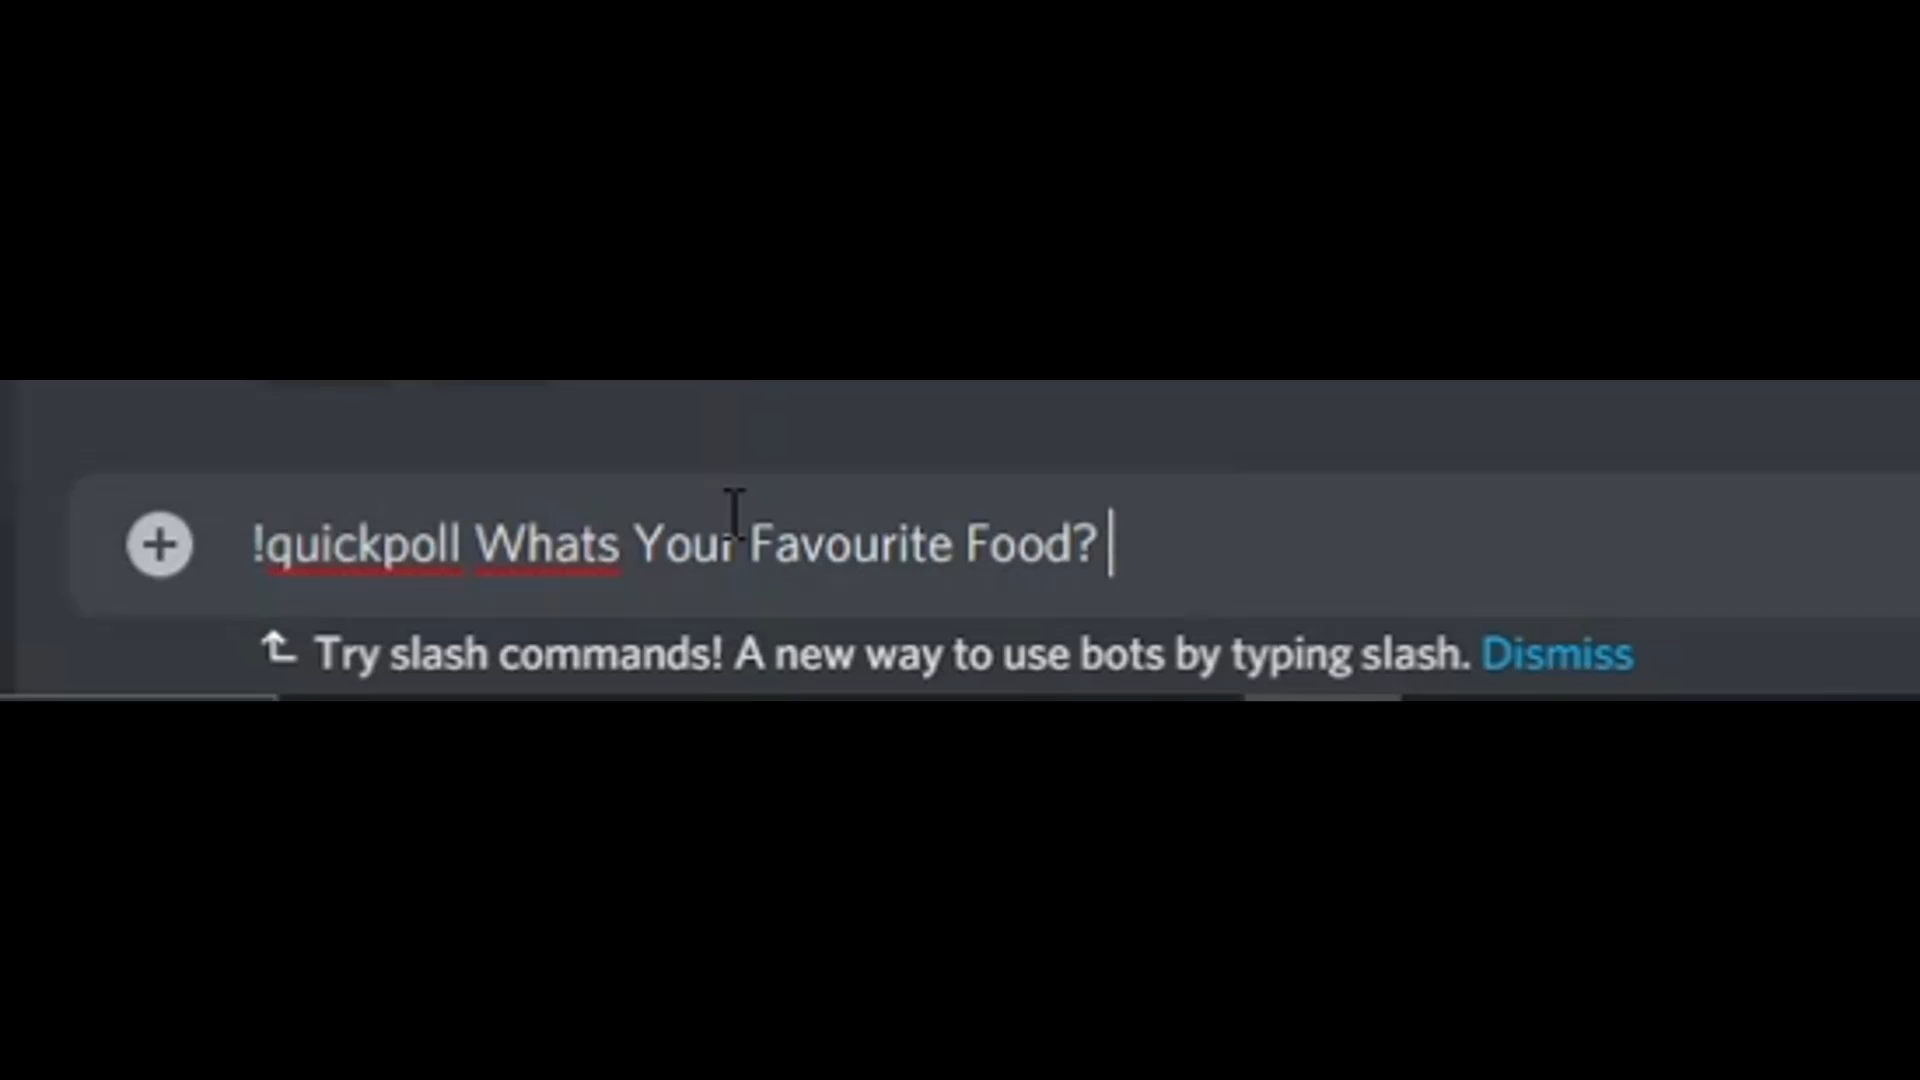 !quickpoll Whats Your Favourite Food?
Try slash commands! A new way to use bots by typing slash. Dismiss